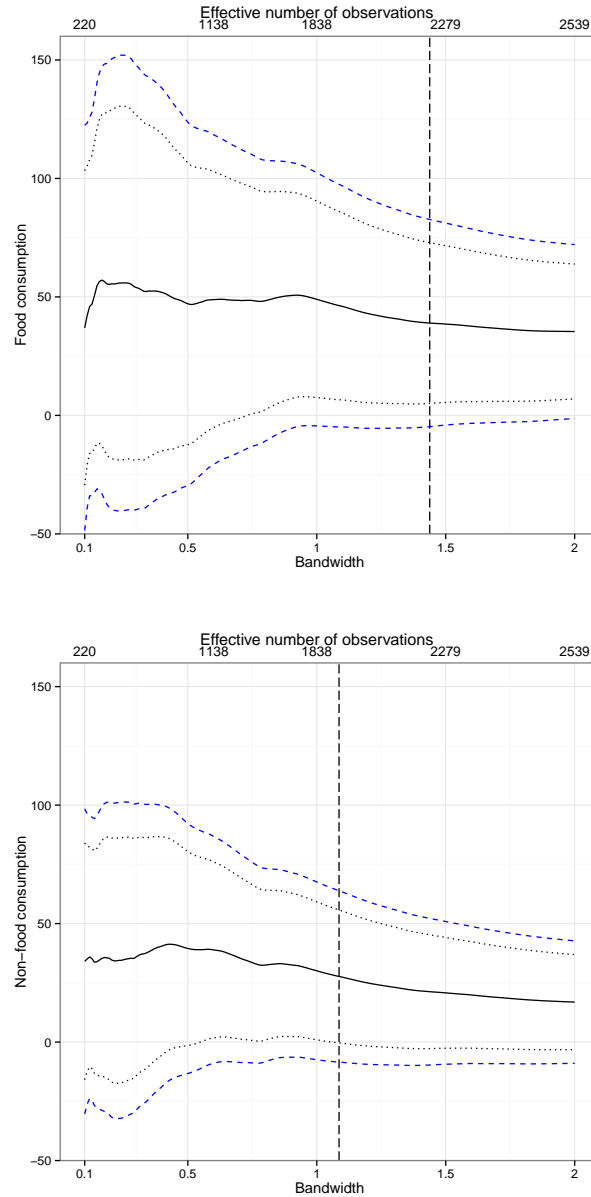 Effective number of observations
220 1138 1838 2279 2539
150
100
50
0
−50
Food consumption
0.1 0.5 1 1.5 2
Bandwidth
Effective number of observations
220 1138 1838 2279 2539
150
100
50
0
−50
Non−food consumption
0.1 0.5 1 1.5 2
Bandwidth